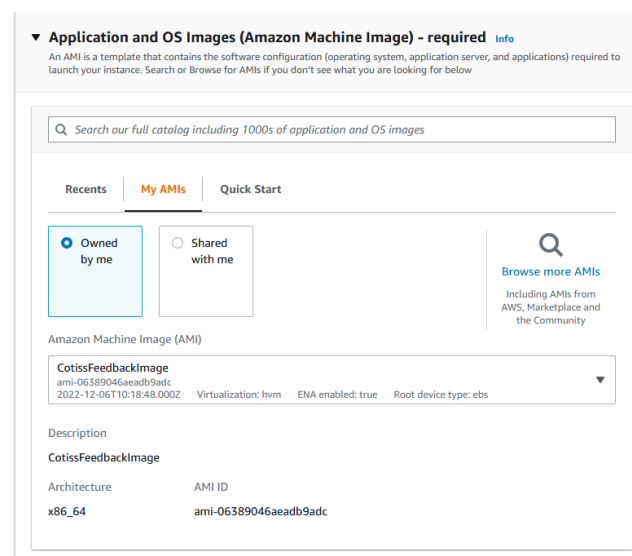 Application and OS Images (Amazon Machine Image) - required Info
An AMI is a template that contains the software configuration (operating system, application server, and applications) required to
launch your instance. Search or Browse for AMIs if you don't see what you are looking for below
Search our full catalog including 1000s of application and OS images
Recents My AMIs Quick Start
Owned
by me
Shared
with me
Browse more AMIs
Including AMIs from
AWS, Marketplace and
the Community
Amazon Machine Image (AMI)
CotissFeedbackImage
ami-06389046aeadb9adc
2022-12-06T10:18:48.000Z Virtualization: hvm ENA enabled: true Root device type: ebs
Description
CotissFeedbackImage
Architecture AMI ID
x86_64 ami-06389046aeadb9adc